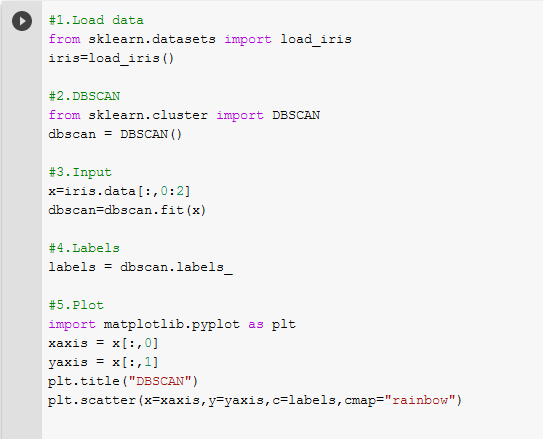 #1.Load data
from sklearn.datasets import load_iris
iris=load_iris()
#2.DBSCAN
from sklearn.cluster import DBSCAN
dbscan = DBSCAN()
#3.Input
x=iris.data[:,0:2]
dbscan=dbscan.fit(x)
#4.Labels
labels = dbscan.labels_
#5.Plot
import matplotlib.pyplot as plt
xaxis = x[:,0]
yaxis = x[:,1]
plt.title("DBSCAN")
plt.scatter(x=xaxis,y=yaxis,c=labels,cmap="rainbow")